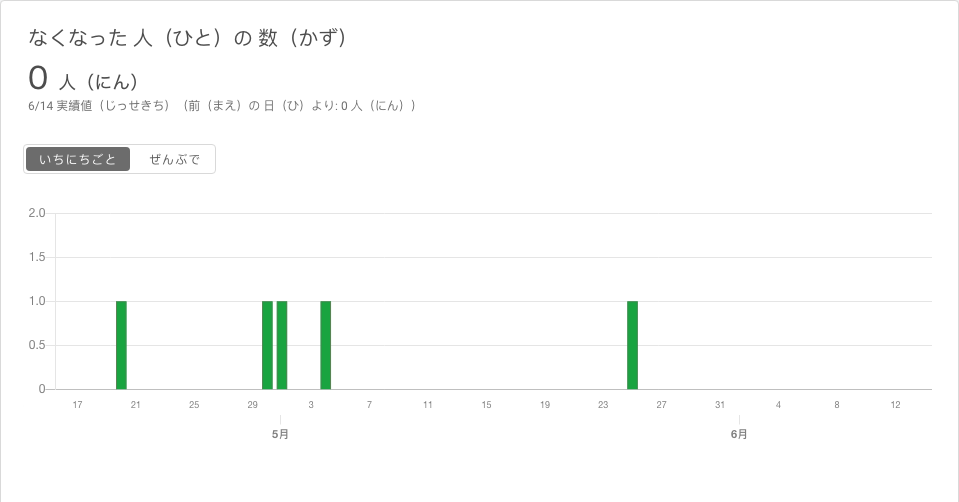 なくなった 人（ひと）の 数（かず）
0 人（にん）
6/14 実績値（じっせきち）（前（まえ）の 日（ひ）より: 0 人（にん））
いちにちごと ぜんぶで
2.0
1.5
1.0
0.5
0
17 21 25 29 3 7 11 15 19 23 27 31 4 8 12
5月 6月